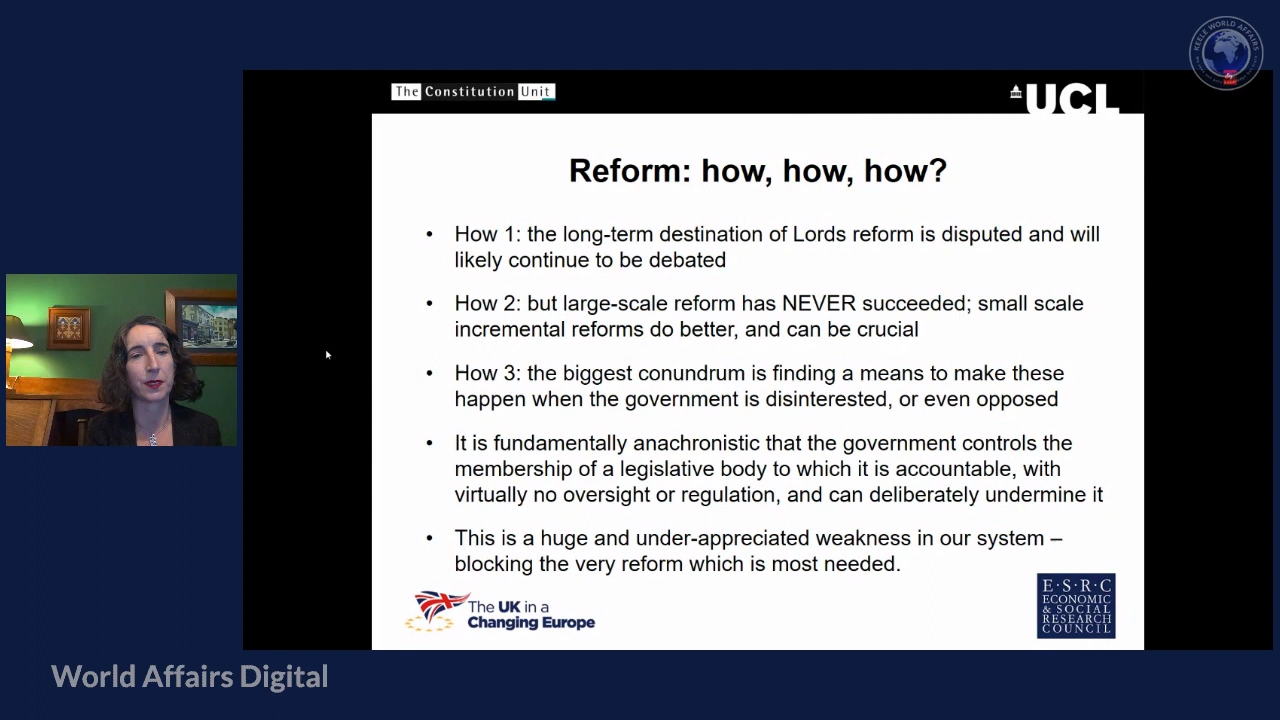 KEELE WORLD AFFAIRS
The Constitution Unit
UCL
Reform: how, how, how?
• How 1: the long-term destination of Lords reform is disputed and will
likely continue to be debated
• How 2: but large-scale reform has NEVER succeeded; small scale
incremental reforms do better, and can be crucial
• How 3: the biggest conundrum is finding a means to make these
happen when the government is disinterested, or even opposed
• It is fundamentally anachronistic that the government controls the
membership of a legislative body to which it is accountable, with
virtually no oversight or regulation, and can deliberately undermine it
• This is a huge and under-appreciated weakness in our system –
blocking the very reform which is most needed.
The UK in a
Changing Europe
E·S·R·C
ECONOMIC
& SOCIAL
RESEARCH
COUNCIL
World Affairs Digital